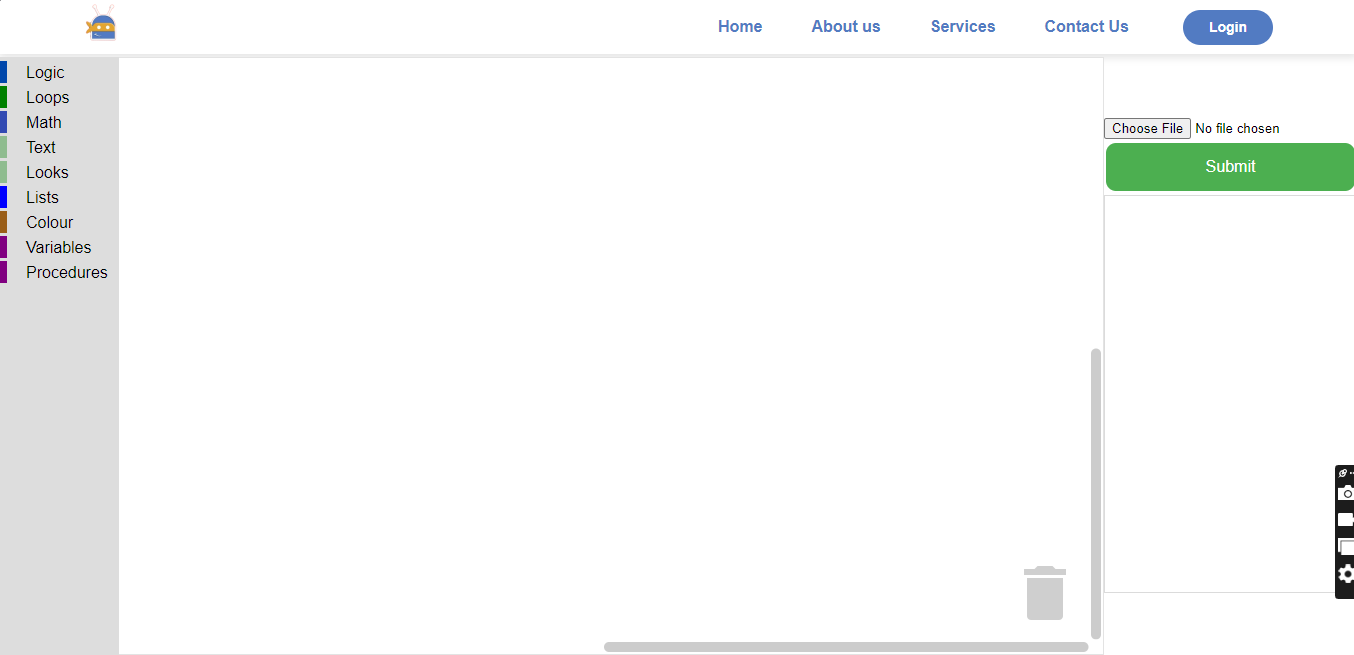 Home About us Services Contact Us Login
Logic
Loops
Math
Text
Looks
Lists
Colour
Variables
Procedures
Choose File No file chosen
Submit